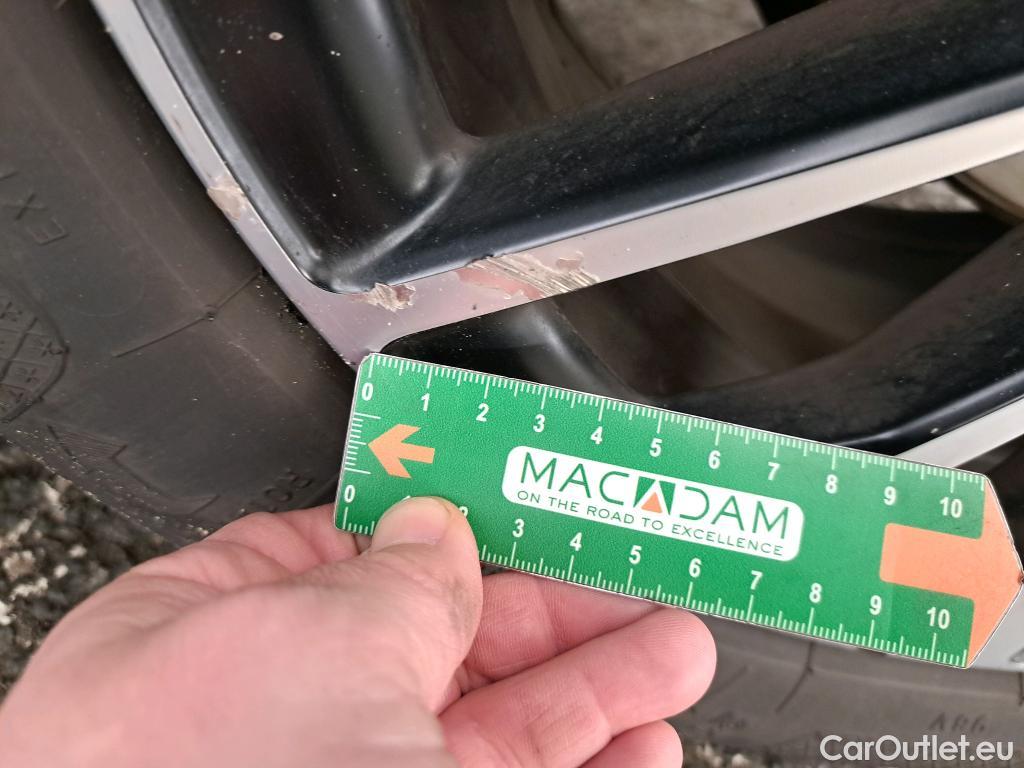 0 1 2 3 4 5 6 7 8 9 10
MACADAM
ON THE ROAD TO EXCELLENCE
0 1 2 3 4 5 6 7 8 9 10
CarOutlet.eu